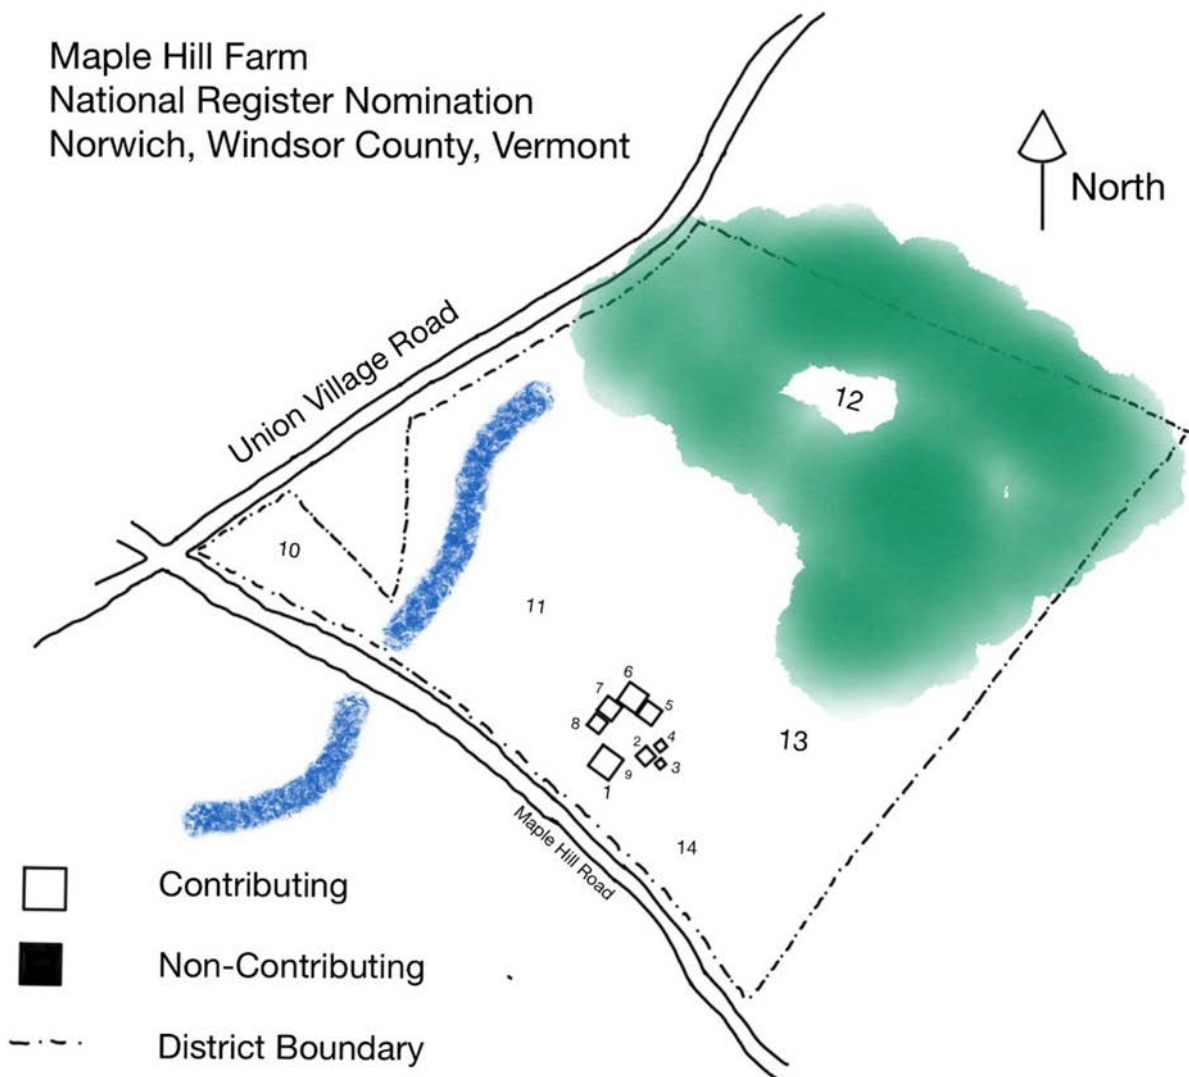 Maple Hill Farm
National Register Nomination
Norwich, Windsor County, Vermont
North
Union Village Road
12
10
11
6
7
5
8
13
4
2
3
9
1
Maple Hill Road
14
Contributing
Non-Contributing
District Boundary